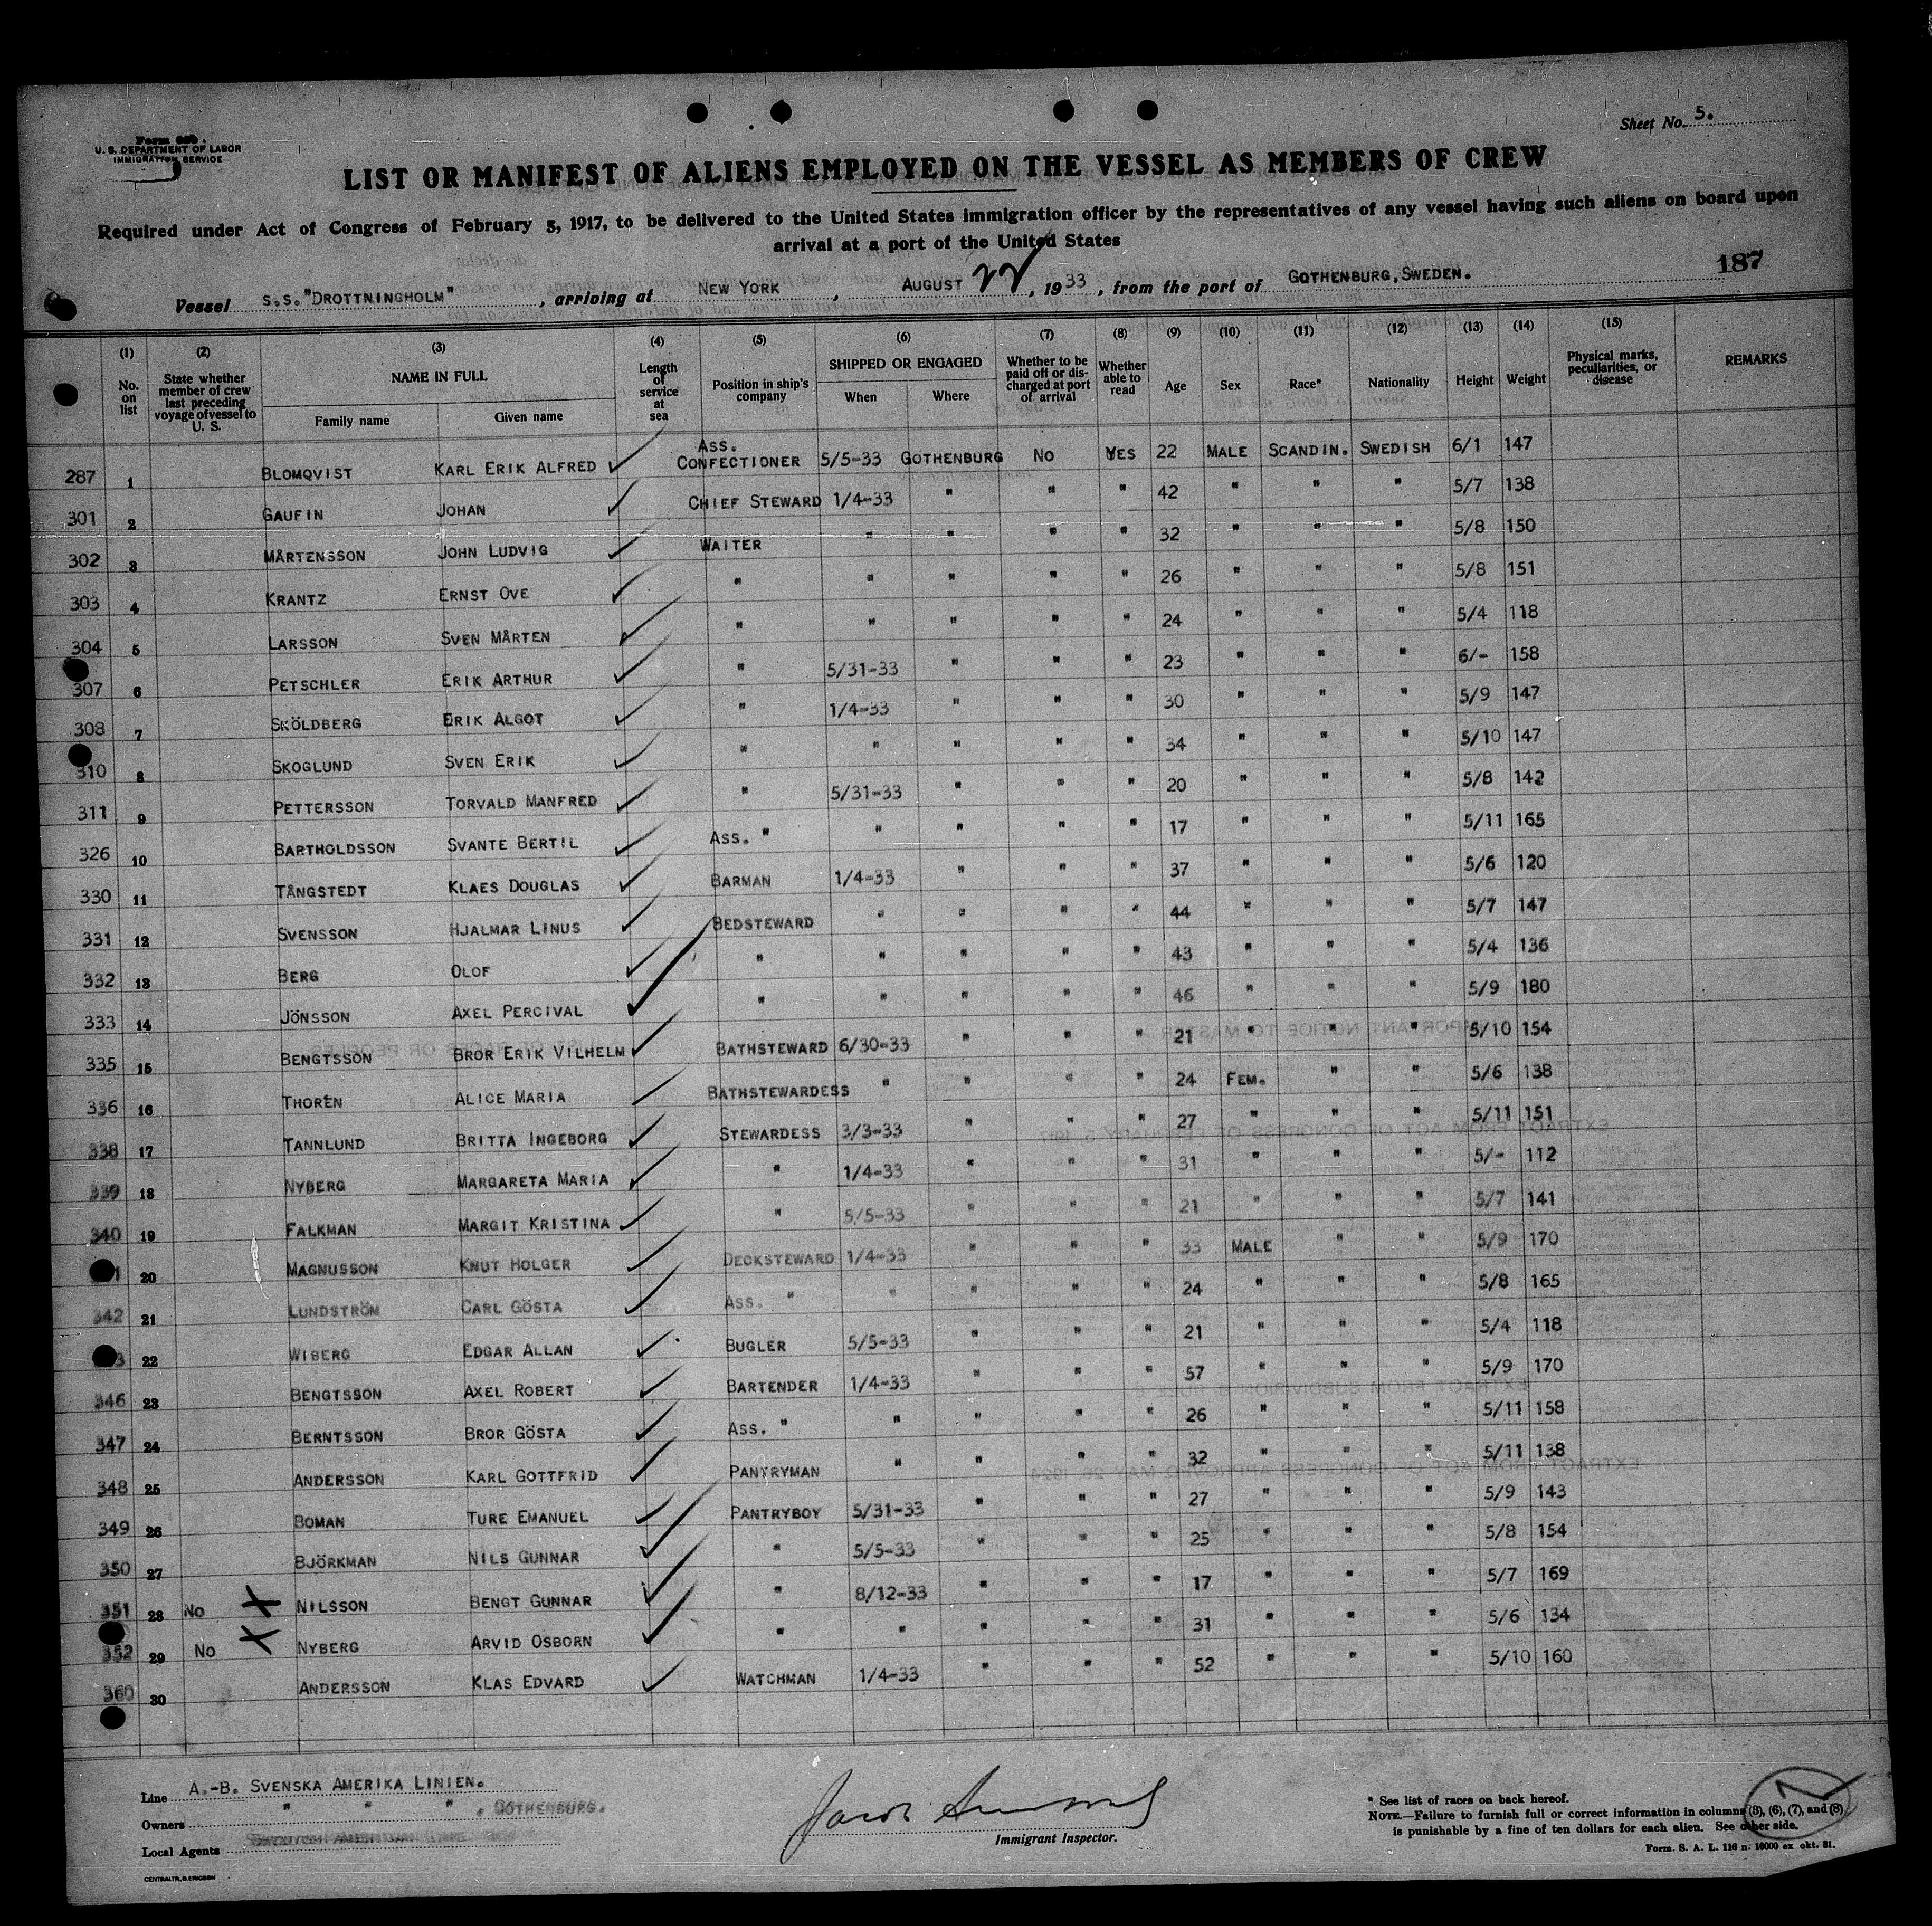 Sheet No. 5.
U. S. DEPARTMENT OF LABOR
IMMIGRATION SERVICE
LIST OR MANIFEST OF ALIENS EMPLOYED ON THE VESSEL AS MEMBERS OF CREW
Required under Act of Congress of February 5, 1917, to be delivered to the United States immigration officer by the representatives of any vessel having such aliens on board upon
arrival at a port of the United States
187
Vessel S.S. "DROTTNINGHOLM", arriving at NEW YORK, AUGUST 22, 1933, from the port of GOTHENBURG, SWEDEN.
(1) (2) (3) (4) (5) (6) (7) (8) (9) (10) (11) (12) (13) (14) (15)
No. on list State whether member of crew last preceding voyage of vessel to U. S. NAME IN FULL Family name Given name Length of service at sea Position in ship's company SHIPPED OR ENGAGED When Where Whether to be paid off or discharged at port of arrival Whether able to read Age Sex Race* Nationality Height Weight Physical marks, peculiarities, or disease REMARKS
287 1 BLOMQVIST KARL ERIK ALFRED ASS. CONFECTIONER 5/5-33 GOTHENBURG NO YES 22 MALE SCANDIN. SWEDISH 6/1 147
301 2 GAUFIN JOHAN CHIEF STEWARD 1/4-33 " " " 42 " " " 5/7 138
302 3 MÅRTENSSON JOHN LUDVIG WAITER " " " " 32 " " " 5/8 150
303 4 KRANTZ ERNST OVE " " " " " 26 " " " 5/8 151
304 5 LARSSON SVEN MÅRTEN " " " " " 24 " " " 5/4 118
307 6 PETSCHLER ERIK ARTHUR " 5/31-33 " " " 23 " " " 6/- 158
308 7 SKÖLDBERG ERIK ALGOT " 1/4-33 " " " 30 " " " 5/9 147
310 8 SKOGLUND SVEN ERIK " " " " " 34 " " " 5/10 147
311 9 PETTERSSON TORVALD MANFRED " 5/31-33 " " " 20 " " " 5/8 142
326 10 BARTHOLDSSON SVANTE BERTIL ASS. " " " " " 17 " " " 5/11 165
330 11 TÅNGSTEDT KLAES DOUGLAS BARMAN 1/4-33 " " " 37 " " " 5/6 120
331 12 SVENSSON HJALMAR LINUS BEDSTEWARD " " " " 44 " " " 5/7 147
332 13 BERG OLOF " " " " " 43 " " " 5/4 136
333 14 JÖNSSON AXEL PERCIVAL " " " " " 46 " " " 5/9 180
335 15 BENGTSSON BROR ERIK VILHELM BATHSTEWARD 6/30-33 " " " 21 " " " 5/10 154
336 16 THORÉN ALICE MARIA BATHSTEWARDESS " " " " 24 FEM. " " 5/6 138
338 17 TANNLUND BRITTA INGEBORG STEWARDESS 3/3-33 " " " 27 " " " 5/11 151
339 18 NYBERG MARGARETA MARIA " 1/4-33 " " " 31 " " " 5/- 112
340 19 FALKMAN MARGIT KRISTINA " 5/5-33 " " " 21 " " " 5/7 141
1 20 MAGNUSSON KNUT HOLGER DECKSTEWARD 1/4-33 " " " 33 MALE " " 5/9 170
342 21 LUNDSTRÖM CARL GÖSTA ASS. " " " " " 24 " " " 5/8 165
3 22 WIBERG EDGAR ALLAN BUGLER 5/5-33 " " " 21 " " " 5/4 118
346 23 BENGTSSON AXEL ROBERT BARTENDER 1/4-33 " " " 57 " " " 5/9 170
347 24 BERNTSSON BROR GÖSTA ASS. " " " " " 26 " " " 5/11 158
348 25 ANDERSSON KARL GOTTFRID PANTRYMAN " " " " 32 " " " 5/11 138
349 26 BOMAN TURE EMANUEL PANTRYBOY 5/31-33 " " " 27 " " " 5/9 143
350 27 BJÖRKMAN NILS GUNNAR " 5/5-33 " " " 25 " " " 5/8 154
351 28 NO X NILSSON BENGT GUNNAR " 8/12-33 " " " 17 " " " 5/7 169
352 29 NO X NYBERG ARVID OSBORN " " " " " 31 " " " 5/6 134
360 30 ANDERSSON KLAS EDVARD WATCHMAN 1/4-33 " " " 52 " " " 5/10 160
Line A.-B. SVENSKA AMERIKA LINIEN.
Owners " " " , GOTHENBURG.
Local Agents
Immigrant Inspector.
* See list of races on back hereof.
NOTE.—Failure to furnish full or correct information in columns (3), (6), (7), and (8)
is punishable by a fine of ten dollars for each alien. See other side.
Form. S. A. L. 116 n: 10000 ex okt. 31.
CENTRALTR., G. ERICSON